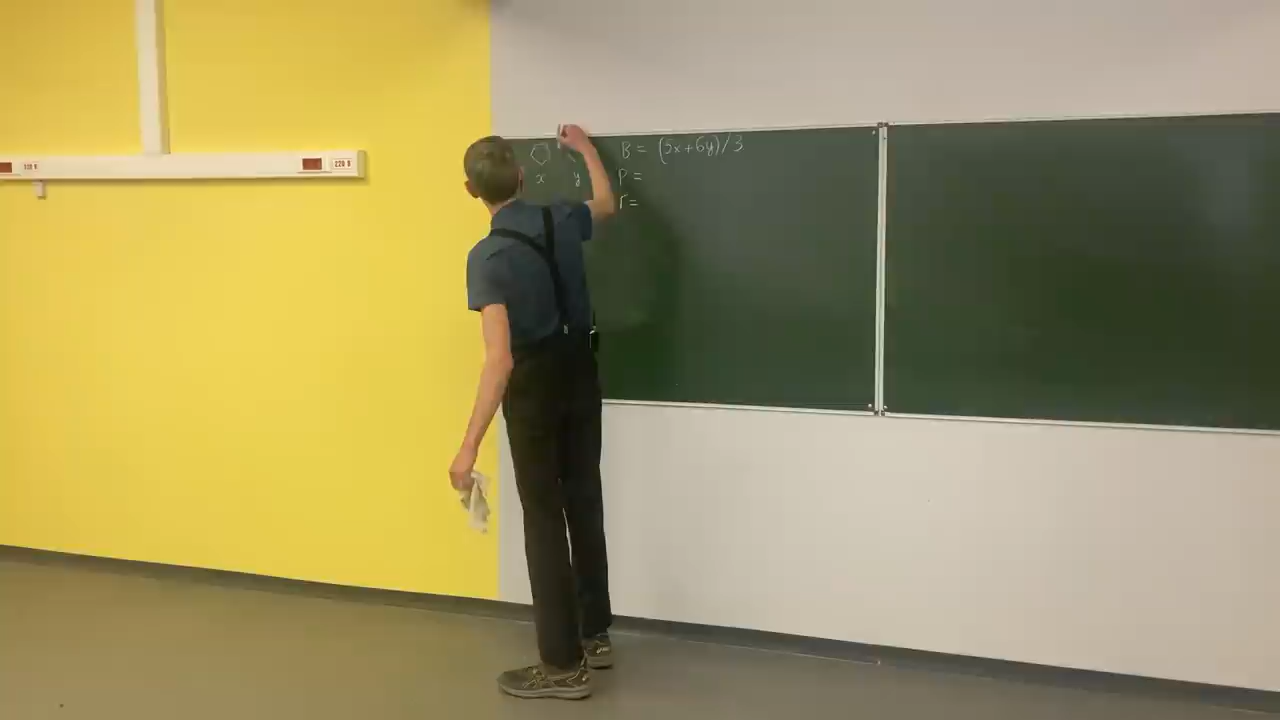 B = (5x+6y)/3
x y P =
r =
220 В
220 В